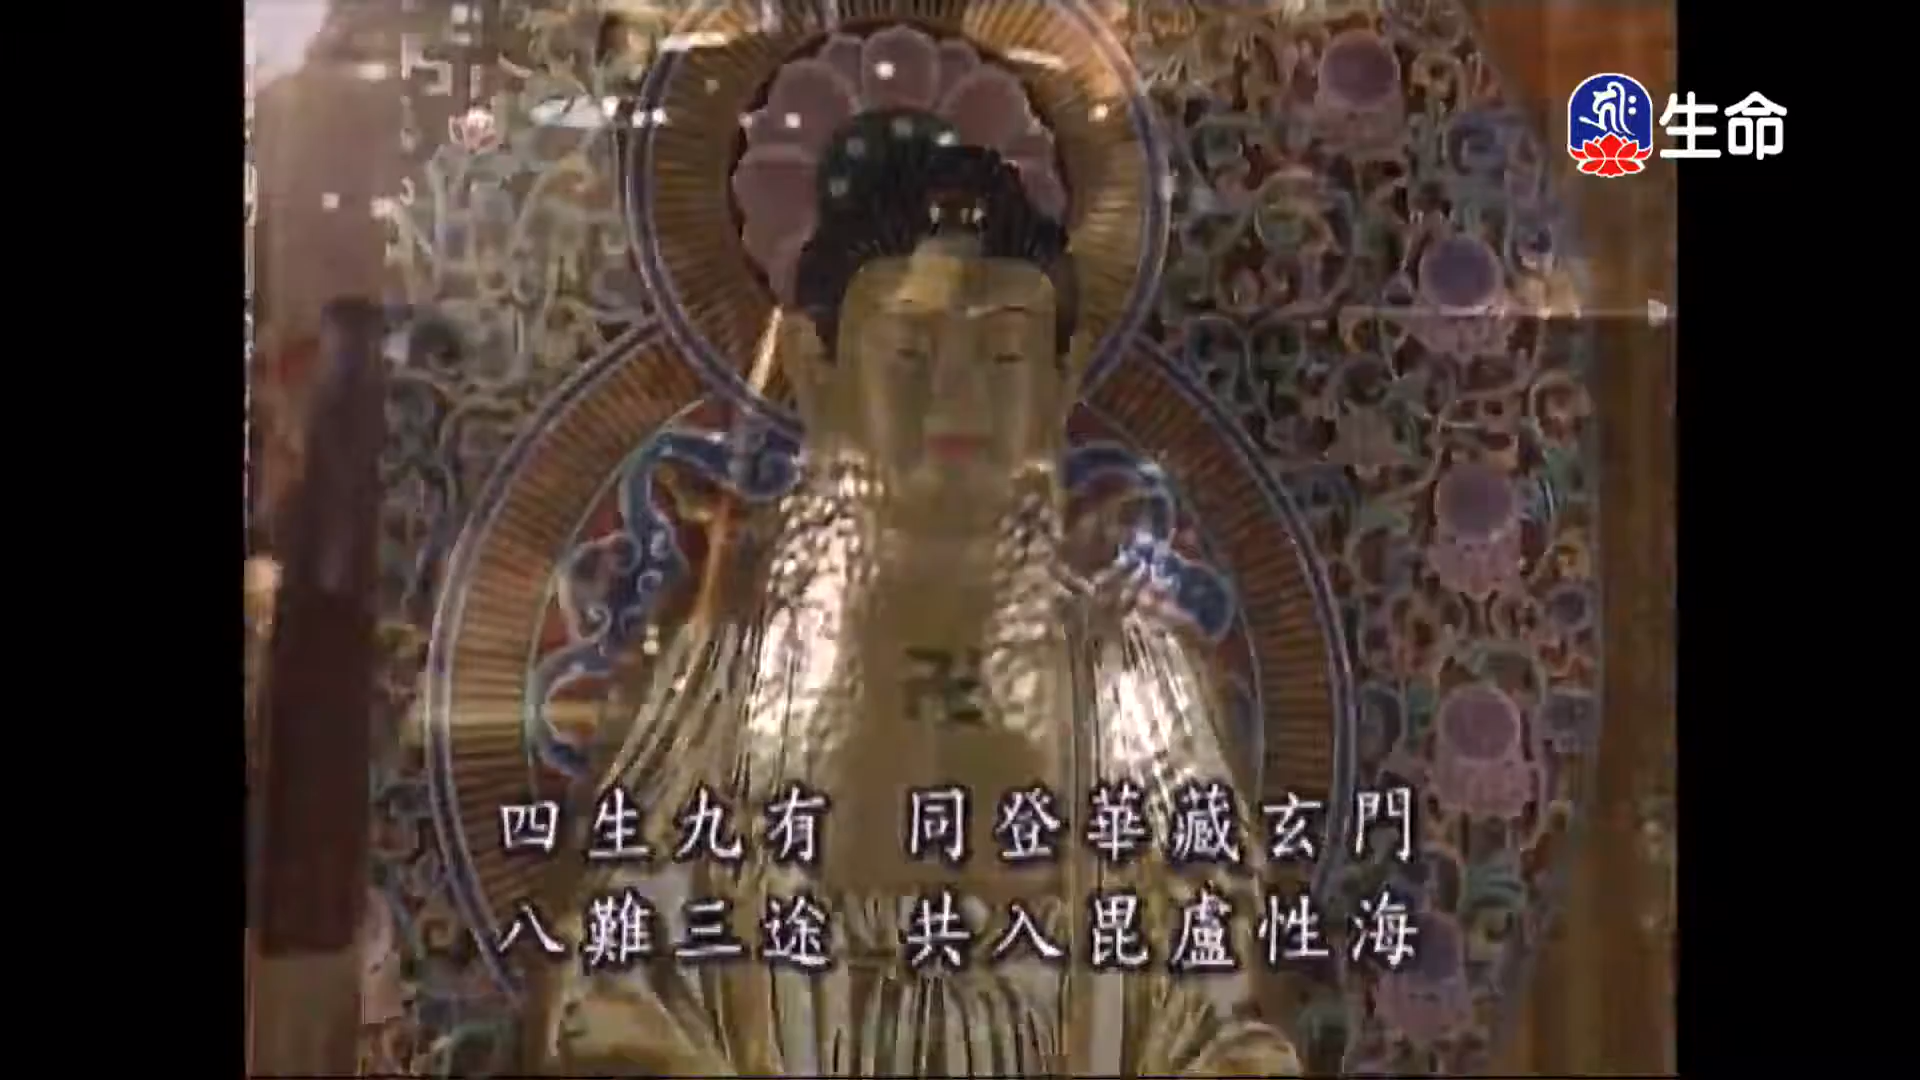 生命
四生九有 同登華藏玄門
八難三途 共入毘盧性海